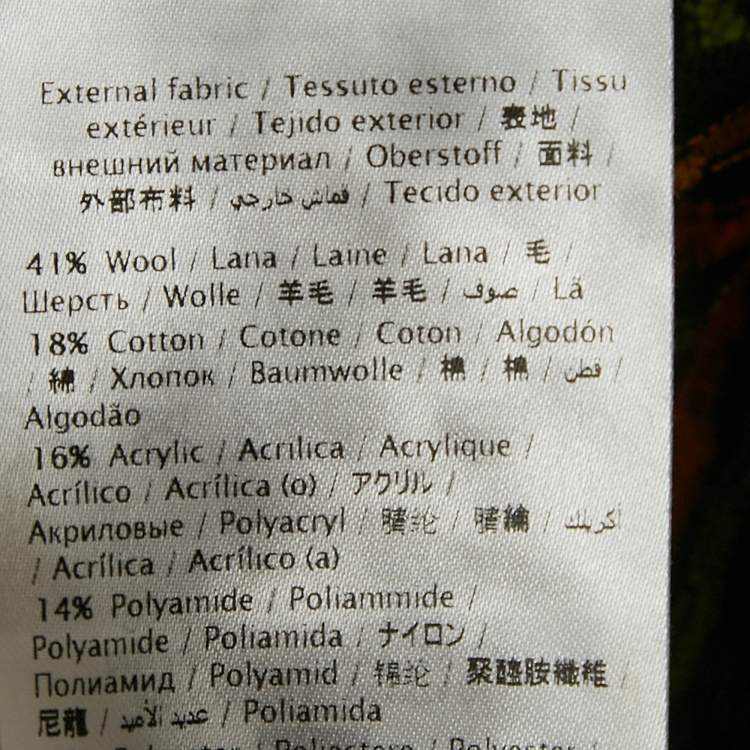 External fabric / Tessuto esterno / Tissu
extérieur / Tejido exterior / 表地 /
внешний материал / Oberstoff / 面料 /
外部布料 / قماش خارجي / Tecido exterior
41% Wool / Lana / Laine / Lana / 毛 /
Шерсть / Wolle / 羊毛 / 羊毛 / صوف / Lã
18% Cotton / Cotone / Coton / Algodón
/ 綿 / Хлопок / Baumwolle / 棉 / 棉 / قطن /
Algodão
16% Acrylic / Acrilica / Acrylique /
Acrílico / Acrílica (o) / アクリル /
Акриловые / Polyacryl / 腈纶 / 腈綸 / أكريلك
/ Acrílica / Acrílico (a)
14% Polyamide / Poliammide /
Polyamide / Poliamida / ナイロン /
Полиамид / Polyamid / 锦纶 / 聚醯胺纖維 /
尼龍 / عديد الأميد / Poliamida